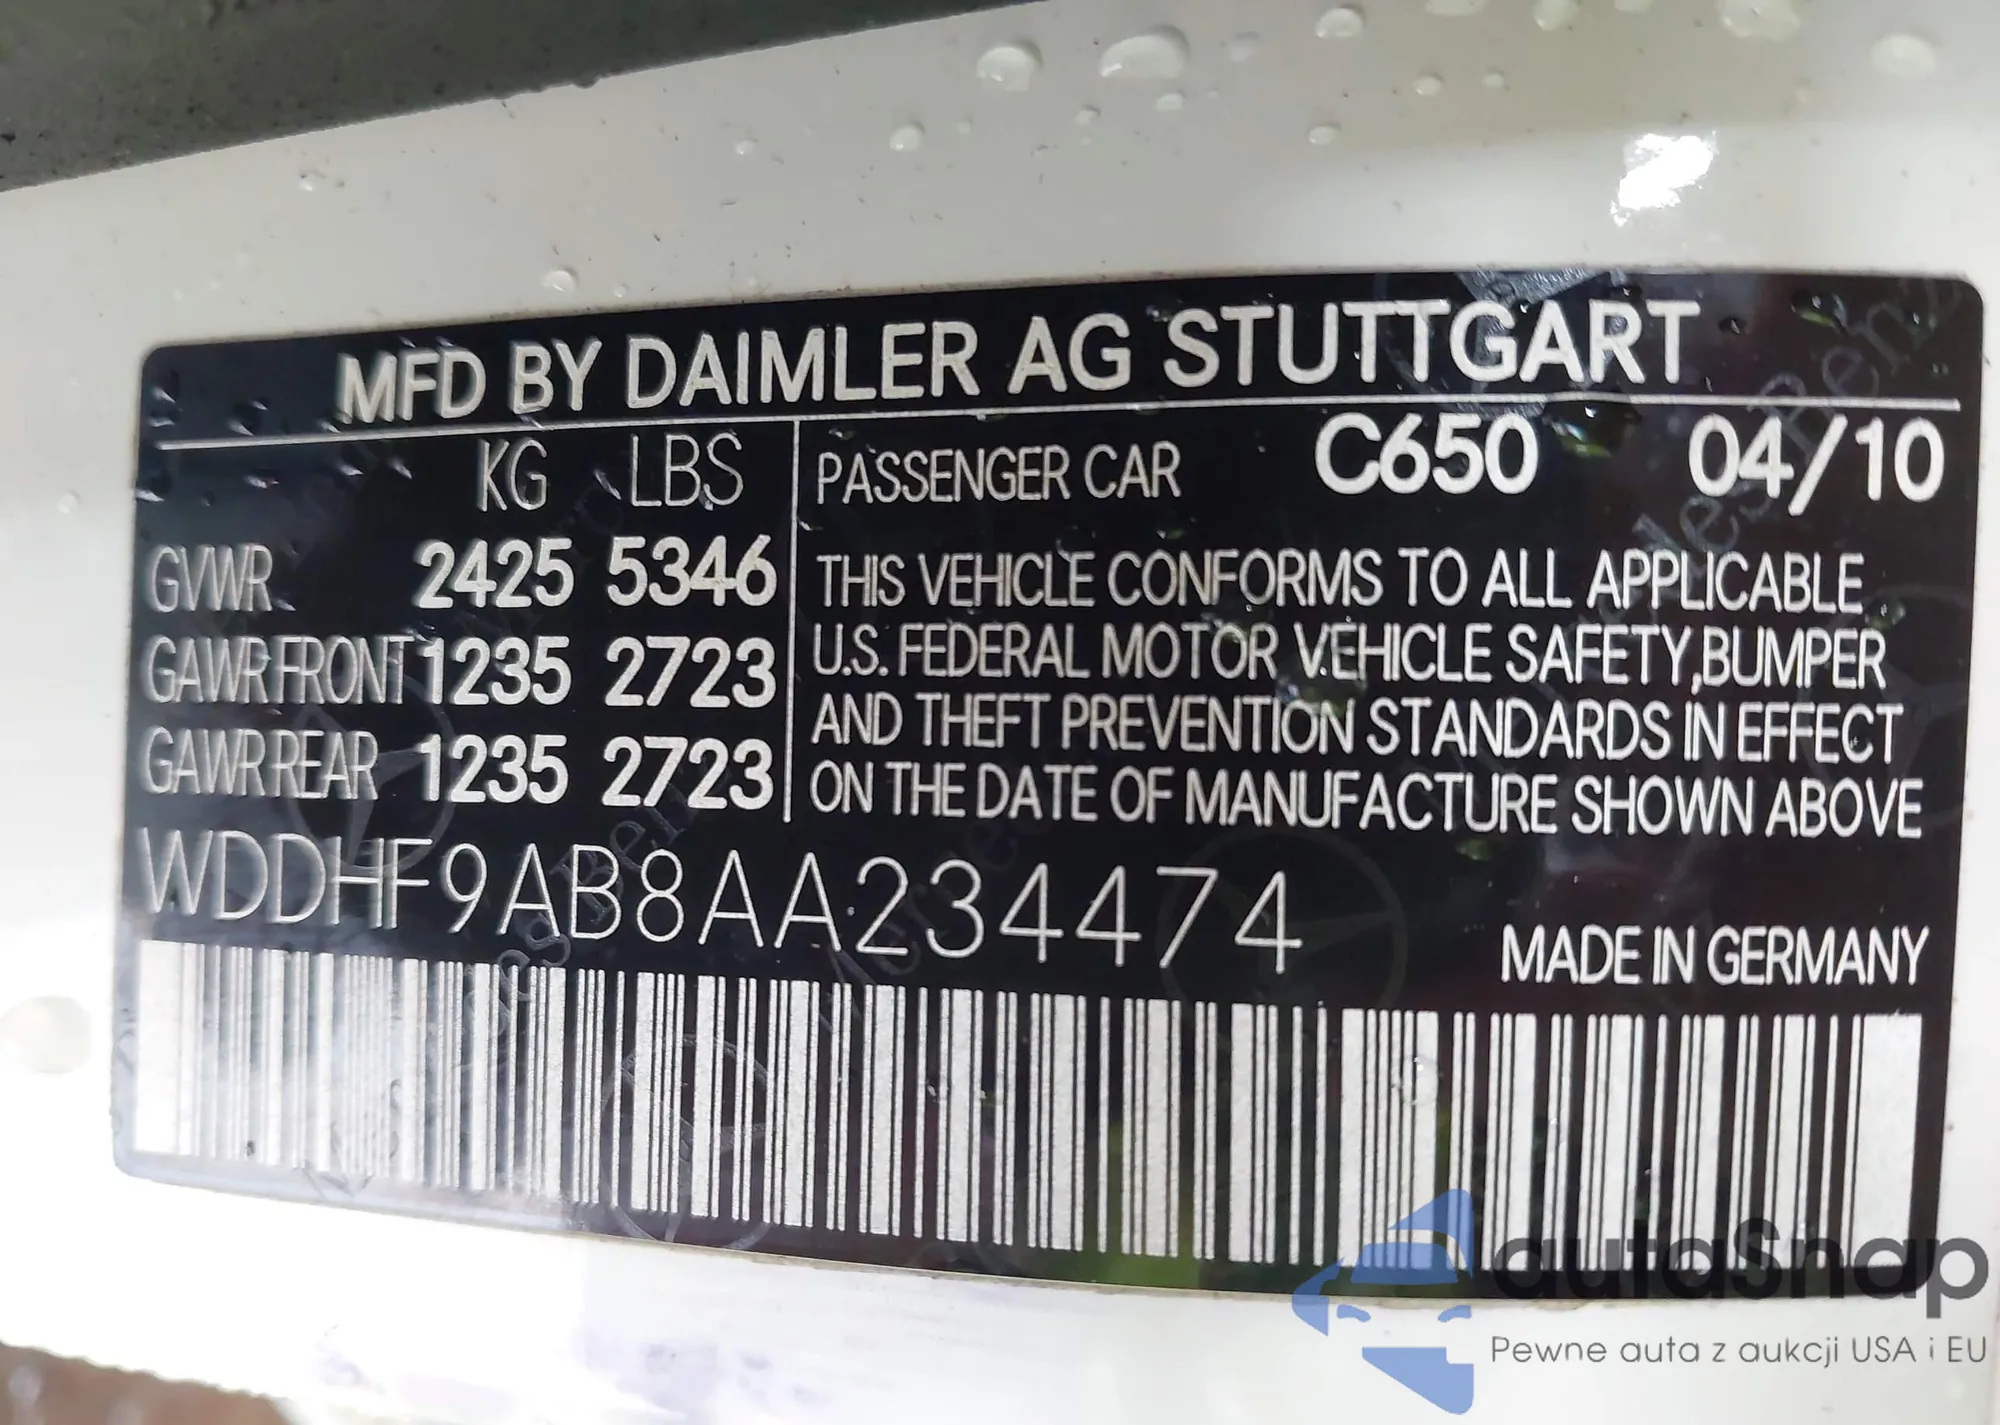 MFD BY DAIMLER AG STUTTGART
KG LBS
GVWR 2425 5346
GAWR FRONT 1235 2723
GAWR REAR 1235 2723
PASSENGER CAR C650 04/10
THIS VEHICLE CONFORMS TO ALL APPLICABLE
U.S. FEDERAL MOTOR VEHICLE SAFETY,BUMPER
AND THEFT PREVENTION STANDARDS IN EFFECT
ON THE DATE OF MANUFACTURE SHOWN ABOVE
WDDHF9AB8AA234474
MADE IN GERMANY
autaSnap
Pewne auta z aukcji USA i EU